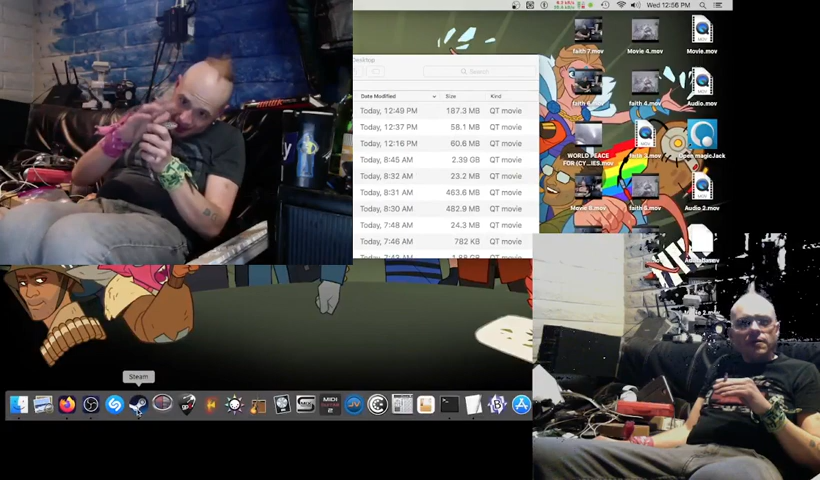 Wed 12:56 PM
Desktop
Search
Date Modified
Size
Kind
Today, 12:49 PM
187.3 MB
QT movie
Today, 12:37 PM
58.1 MB
QT movie
Today, 12:16 PM
60.6 MB
QT movie
Today, 8:45 AM
2.39 GB
QT movie
Today, 8:32 AM
23.2 MB
QT movie
Today, 8:31 AM
463.6 MB
QT movie
Today, 8:30 AM
482.9 MB
QT movie
Today, 7:48 AM
24.3 MB
QT movie
Today, 7:46 AM
782 KB
QT movie
faith 7.mov
Movie 4.mov
Movie.mov
faith 4.mov
Audio.mov
WORLD PEACE
FOR (CY...IES.mov
Open magicJack
Movie 8.mov
Audio 2.mov
Steam
MIDI
GUITAR
2